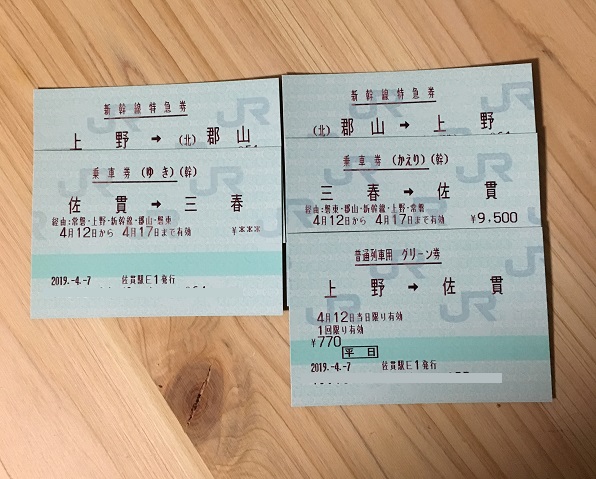 新幹線特急券
上野 → (北) 郡山
乗車券 (ゆき) (幹)
佐貫 → 三春
経由:常磐・上野・新幹線・郡山・磐東
4月12日から 4月17日まで有効 ¥***
2019.-4.-7 佐貫駅E1発行
新幹線特急券
(北) 郡山 → 上野
乗車券 (かえり) (幹)
三春 → 佐貫
経由:磐東・郡山・新幹線・上野・常磐
4月12日から 4月17日まで有効 ¥9,500
普通列車用 グリーン券
上野 → 佐貫
4月12日当日限り有効
1回限り有効
¥770
平日
2019.-4.-7 佐貫駅E1発行